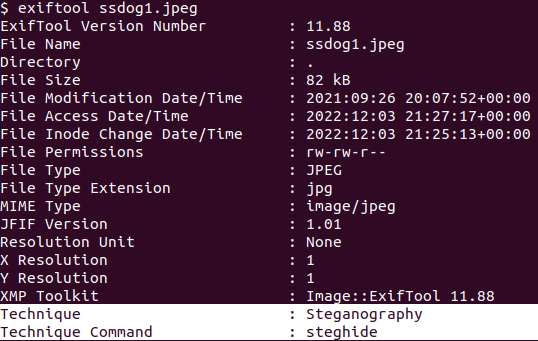 $ exiftool ssdog1.jpeg
ExifTool Version Number         : 11.88
File Name                       : ssdog1.jpeg
Directory                       : .
File Size                       : 82 kB
File Modification Date/Time     : 2021:09:26 20:07:52+00:00
File Access Date/Time           : 2022:12:03 21:27:17+00:00
File Inode Change Date/Time     : 2022:12:03 21:25:13+00:00
File Permissions                : rw-rw-r--
File Type                       : JPEG
File Type Extension             : jpg
MIME Type                       : image/jpeg
JFIF Version                    : 1.01
Resolution Unit                 : None
X Resolution                    : 1
Y Resolution                    : 1
XMP Toolkit                     : Image::ExifTool 11.88
Technique                       : Steganography
Technique Command               : steghide